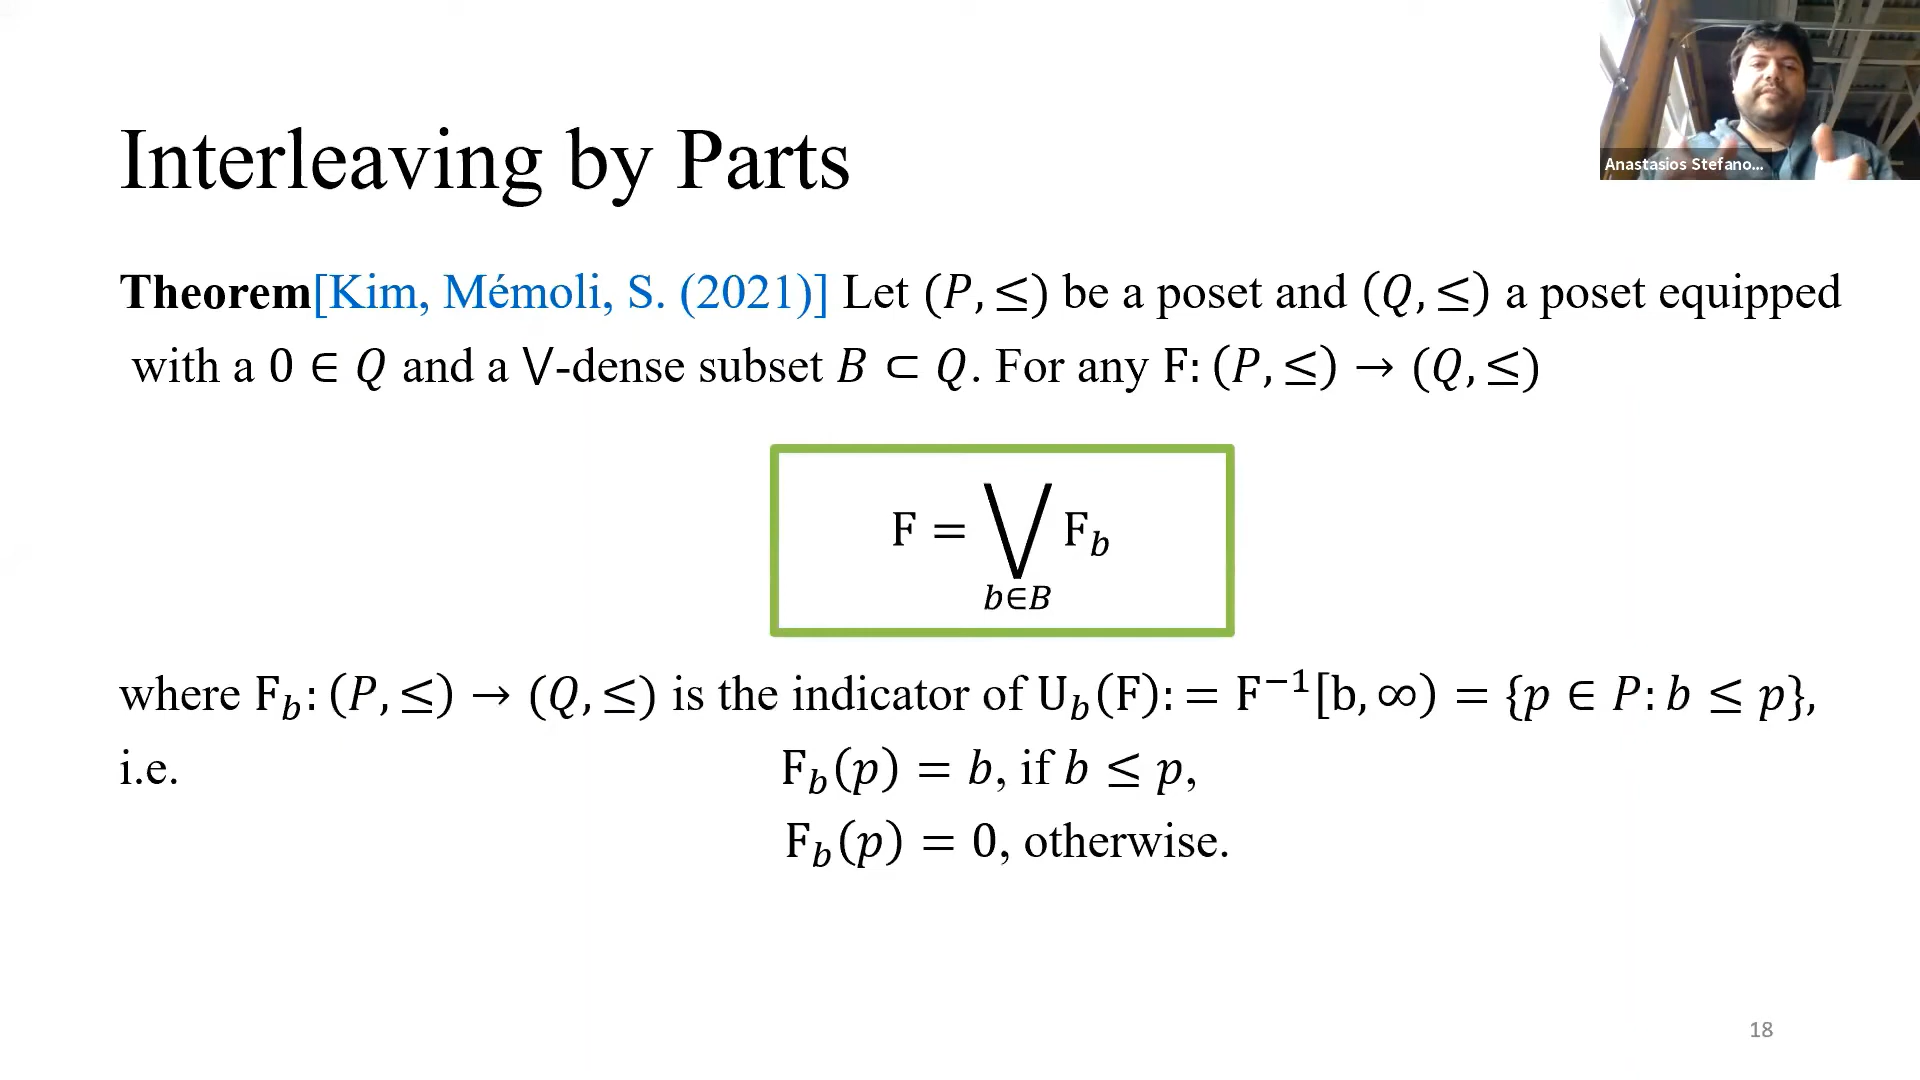 Anastasios Stefano...
Interleaving by Parts
Theorem[Kim, Mémoli, S. (2021)] Let (𝑃, ≤) be a poset and (𝑄, ≤) a poset equipped
with a 0 ∈ 𝑄 and a ⋁-dense subset 𝐵 ⊂ 𝑄. For any F: (𝑃, ≤) → (𝑄, ≤)
F = ⋁ F_𝑏
𝑏∈𝐵
where F_𝑏: (𝑃, ≤) → (𝑄, ≤) is the indicator of U_𝑏(F): = F⁻¹[b, ∞) = {𝑝 ∈ 𝑃: 𝑏 ≤ 𝑝},
i.e. F_𝑏(𝑝) = 𝑏, if 𝑏 ≤ 𝑝,
F_𝑏(𝑝) = 0, otherwise.
18